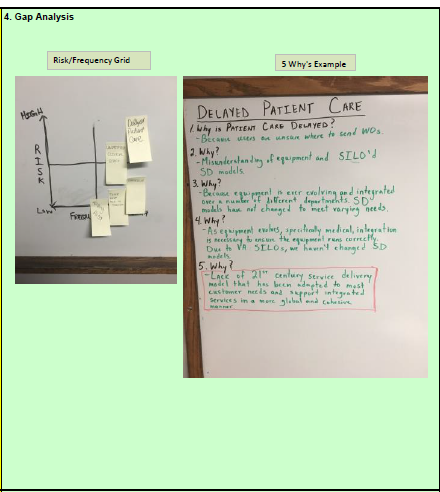 4. Gap Analysis
Risk/Frequency Grid
5 Why's Example
HIGH
RISK
LOW
Delayed
Patient
Care
DELAYED PATIENT CARE
1. Why is PATIENT CARE DELAYED?
- Because users are unsure where to send WOs.
2. Why?
- Misunderstanding of equipment and SILO'd
SD models.
3. Why?
- Because equipment is ever evolving and integrated
over a number of different departments. SD
models have not changed to meet varying needs.
4. Why?
- As equipment evolves, specifically medical, integration
is necessary to ensure the equipment runs correctly.
Due to VA SILOs, we haven't changed SD
models
5. Why?
- Lack of 21st century service delivery
model that has been adapted to most
customer needs and support integrated
services in a more global and cohesive
manner